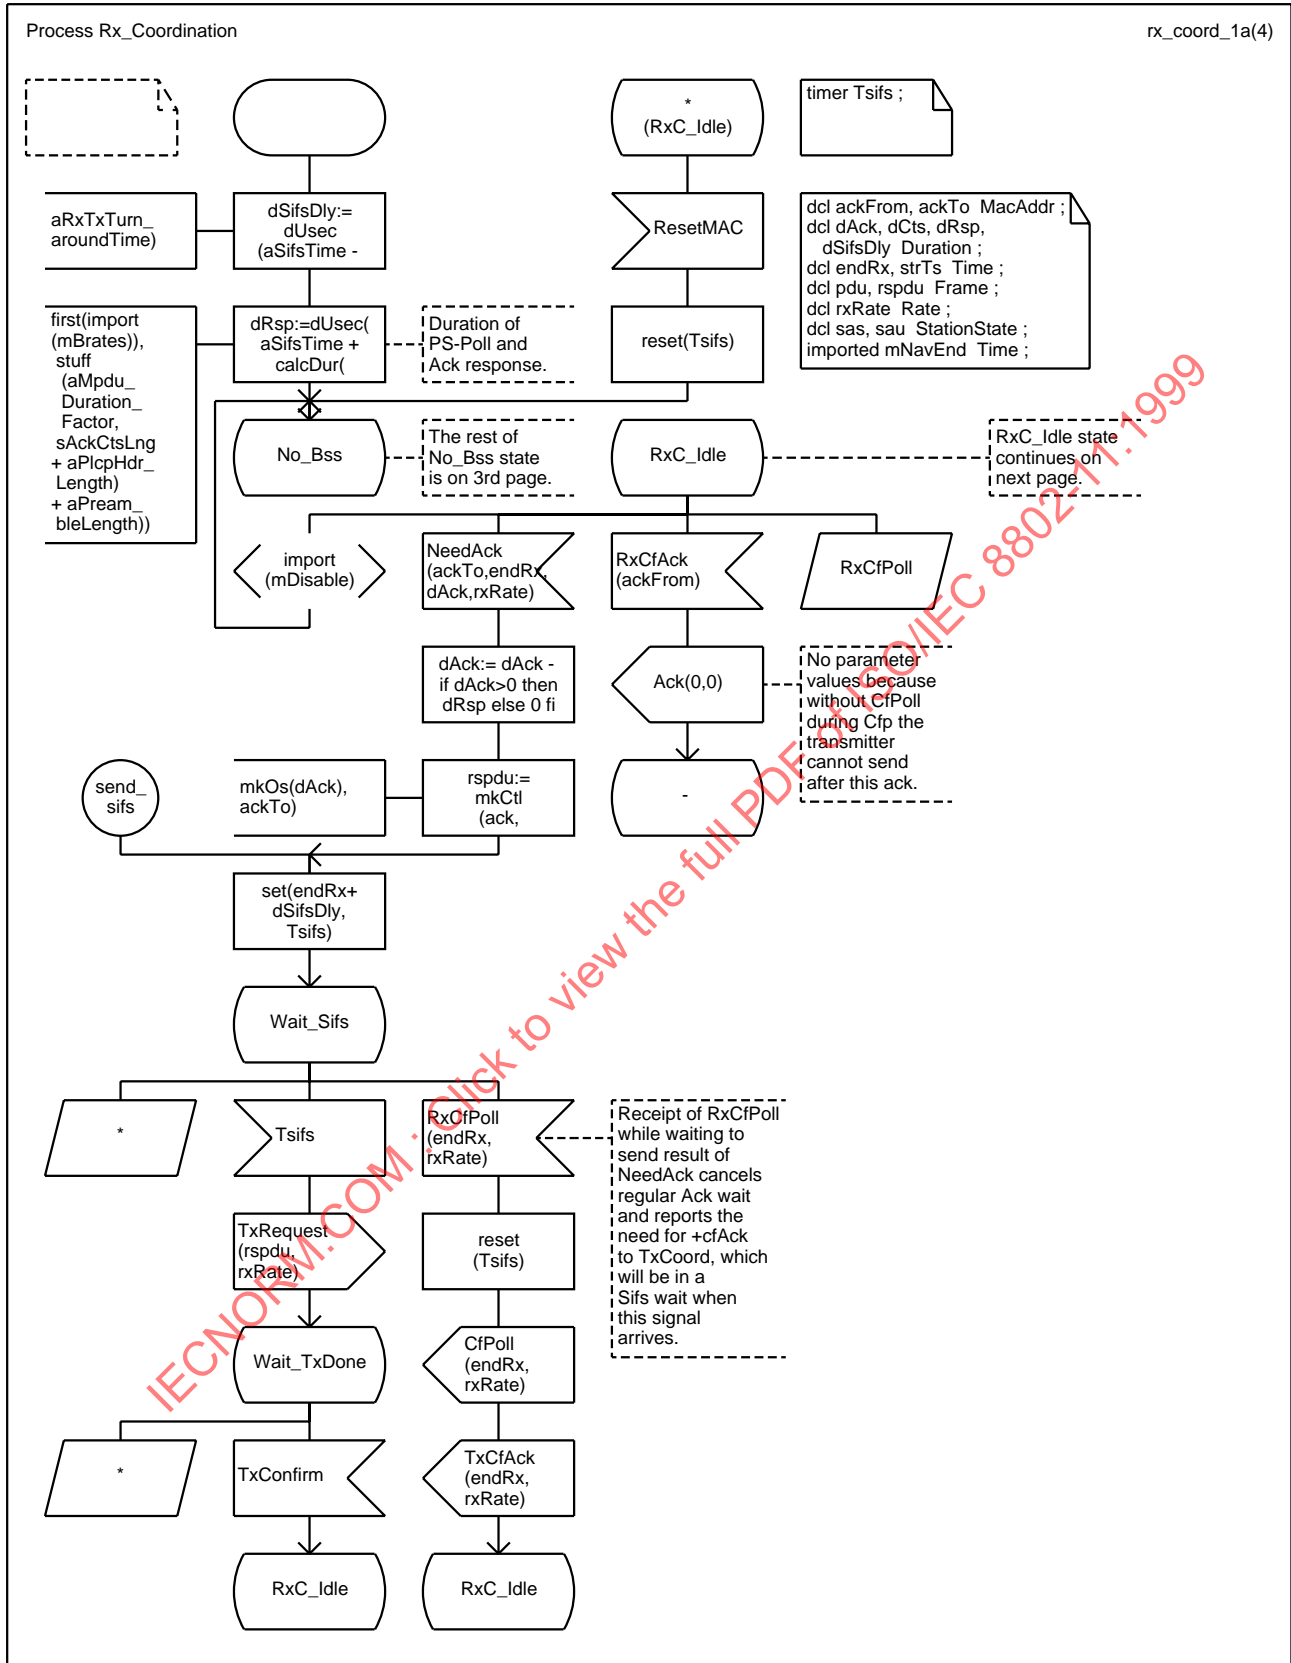 Process Rx_Coordination
rx_coord_1a(4)
*
(RxC_Idle)
timer Tsifs ;
aRxTxTurn_
aroundTime)
dSifsDly:=
dUsec
(aSifsTime -
ResetMAC
dcl ackFrom, ackTo  MacAddr ;
dcl dAck, dCts, dRsp,
dSifsDly  Duration ;
dcl endRx, strTs  Time ;
dcl pdu, rspdu  Frame ;
dcl rxRate  Rate ;
dcl sas, sau  StationState ;
imported mNavEnd  Time ;
first(import
(mBrates)),
stuff
(aMpdu_
Duration_
Factor,
sAckCtsLng
+ aPlcpHdr_
Length)
+ aPream_
bleLength))
dRsp:=dUsec(
aSifsTime +
calcDur(
Duration of
PS-Poll and
Ack response.
reset(Tsifs)
No_Bss
The rest of
No_Bss state
is on 3rd page.
RxC_Idle
RxC_Idle state
continues on
next page.
import
(mDisable)
NeedAck
(ackTo,endRx,
dAck,rxRate)
RxCfAck
(ackFrom)
RxCfPoll
dAck:= dAck -
if dAck>0 then
dRsp else 0 fi
Ack(0,0)
No parameter
values because
without CfPoll
during Cfp the
transmitter
cannot send
after this ack.
send_
sifs
mkOs(dAck),
ackTo)
rspdu:=
mkCtl
(ack,
-
set(endRx+
dSifsDly,
Tsifs)
Wait_Sifs
*
Tsifs
RxCfPoll
(endRx,
rxRate)
Receipt of RxCfPoll
while waiting to
send result of
NeedAck cancels
regular Ack wait
and reports the
need for +cfAck
to TxCoord, which
will be in a
Sifs wait when
this signal
arrives.
TxRequest
(rspdu,
rxRate)
reset
(Tsifs)
Wait_TxDone
CfPoll
(endRx,
rxRate)
*
TxConfirm
TxCfAck
(endRx,
rxRate)
RxC_Idle
RxC_Idle
IECNORM.COM : Click to view the full PDF of ISO/IEC 8802-11:1999